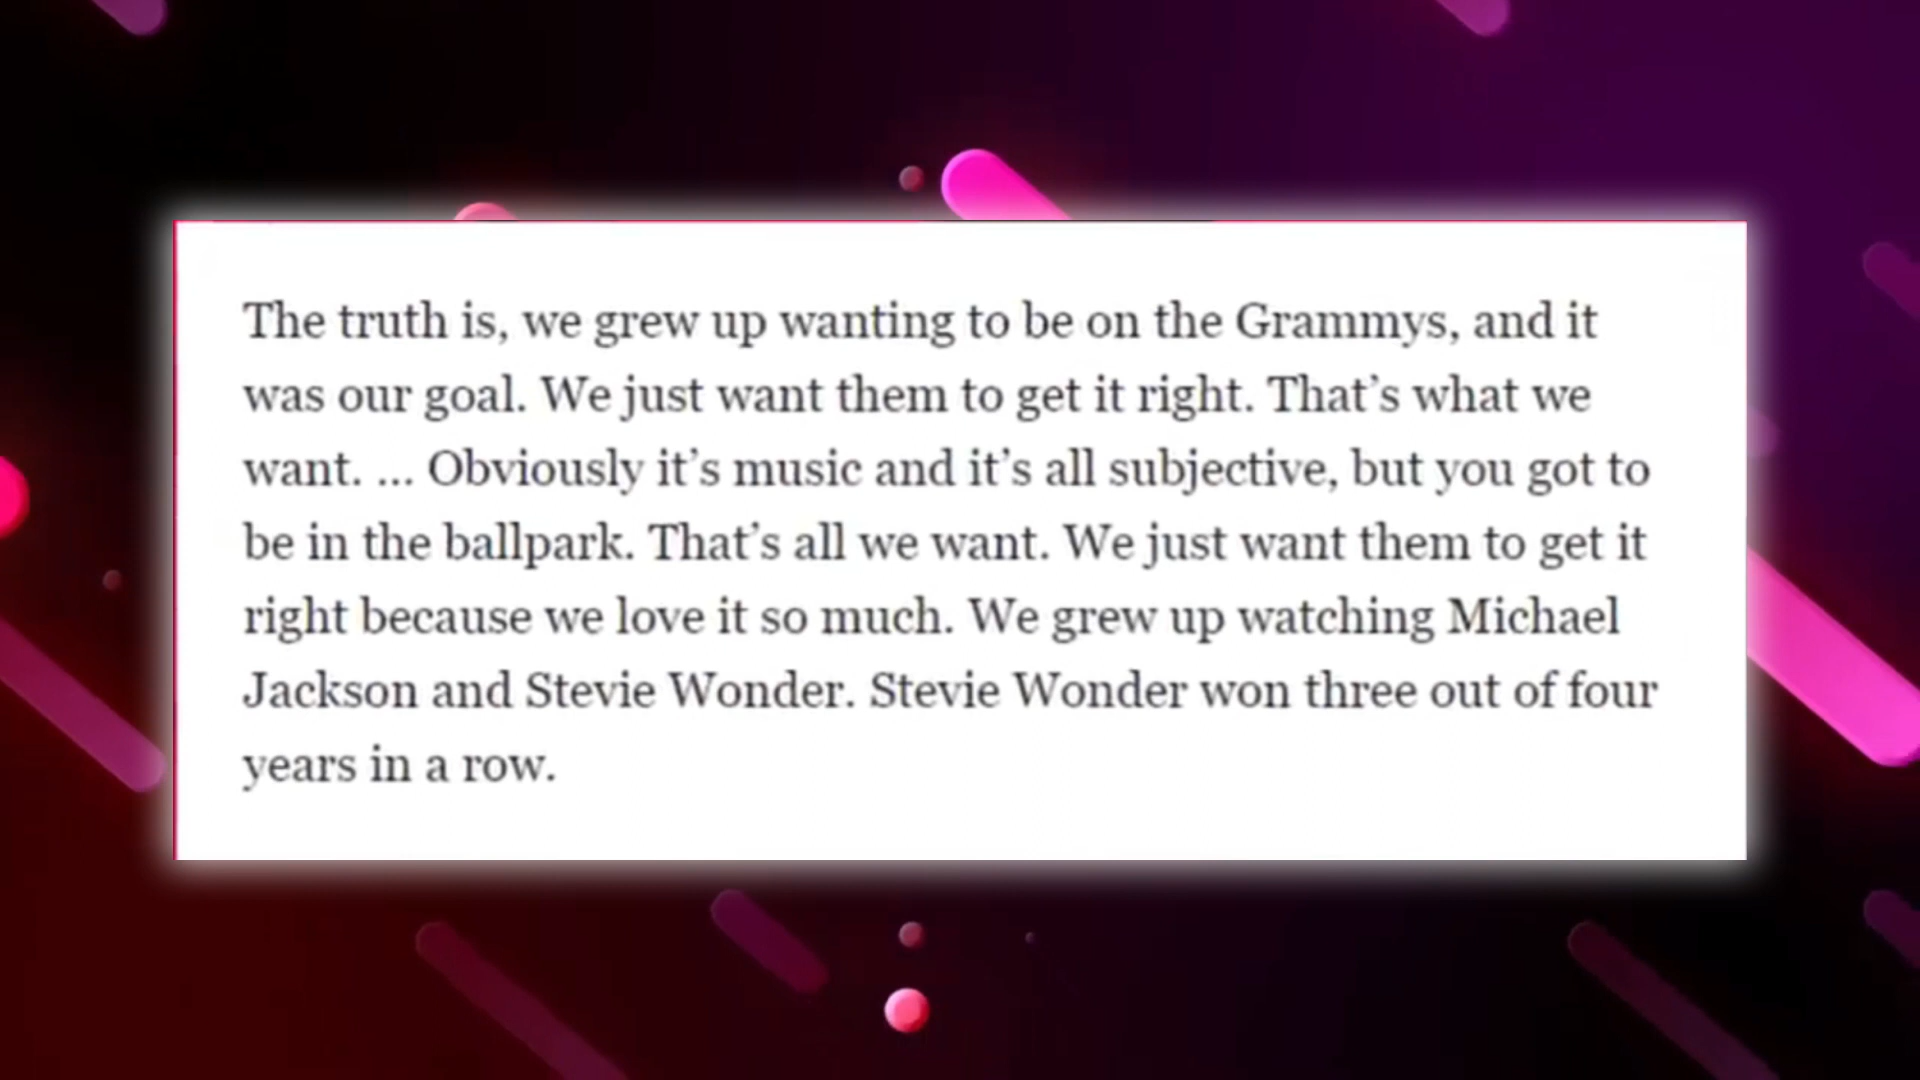 The truth is, we grew up wanting to be on the Grammys, and it
was our goal. We just want them to get it right. That’s what we
want. ... Obviously it’s music and it’s all subjective, but you got to
be in the ballpark. That’s all we want. We just want them to get it
right because we love it so much. We grew up watching Michael
Jackson and Stevie Wonder. Stevie Wonder won three out of four
years in a row.